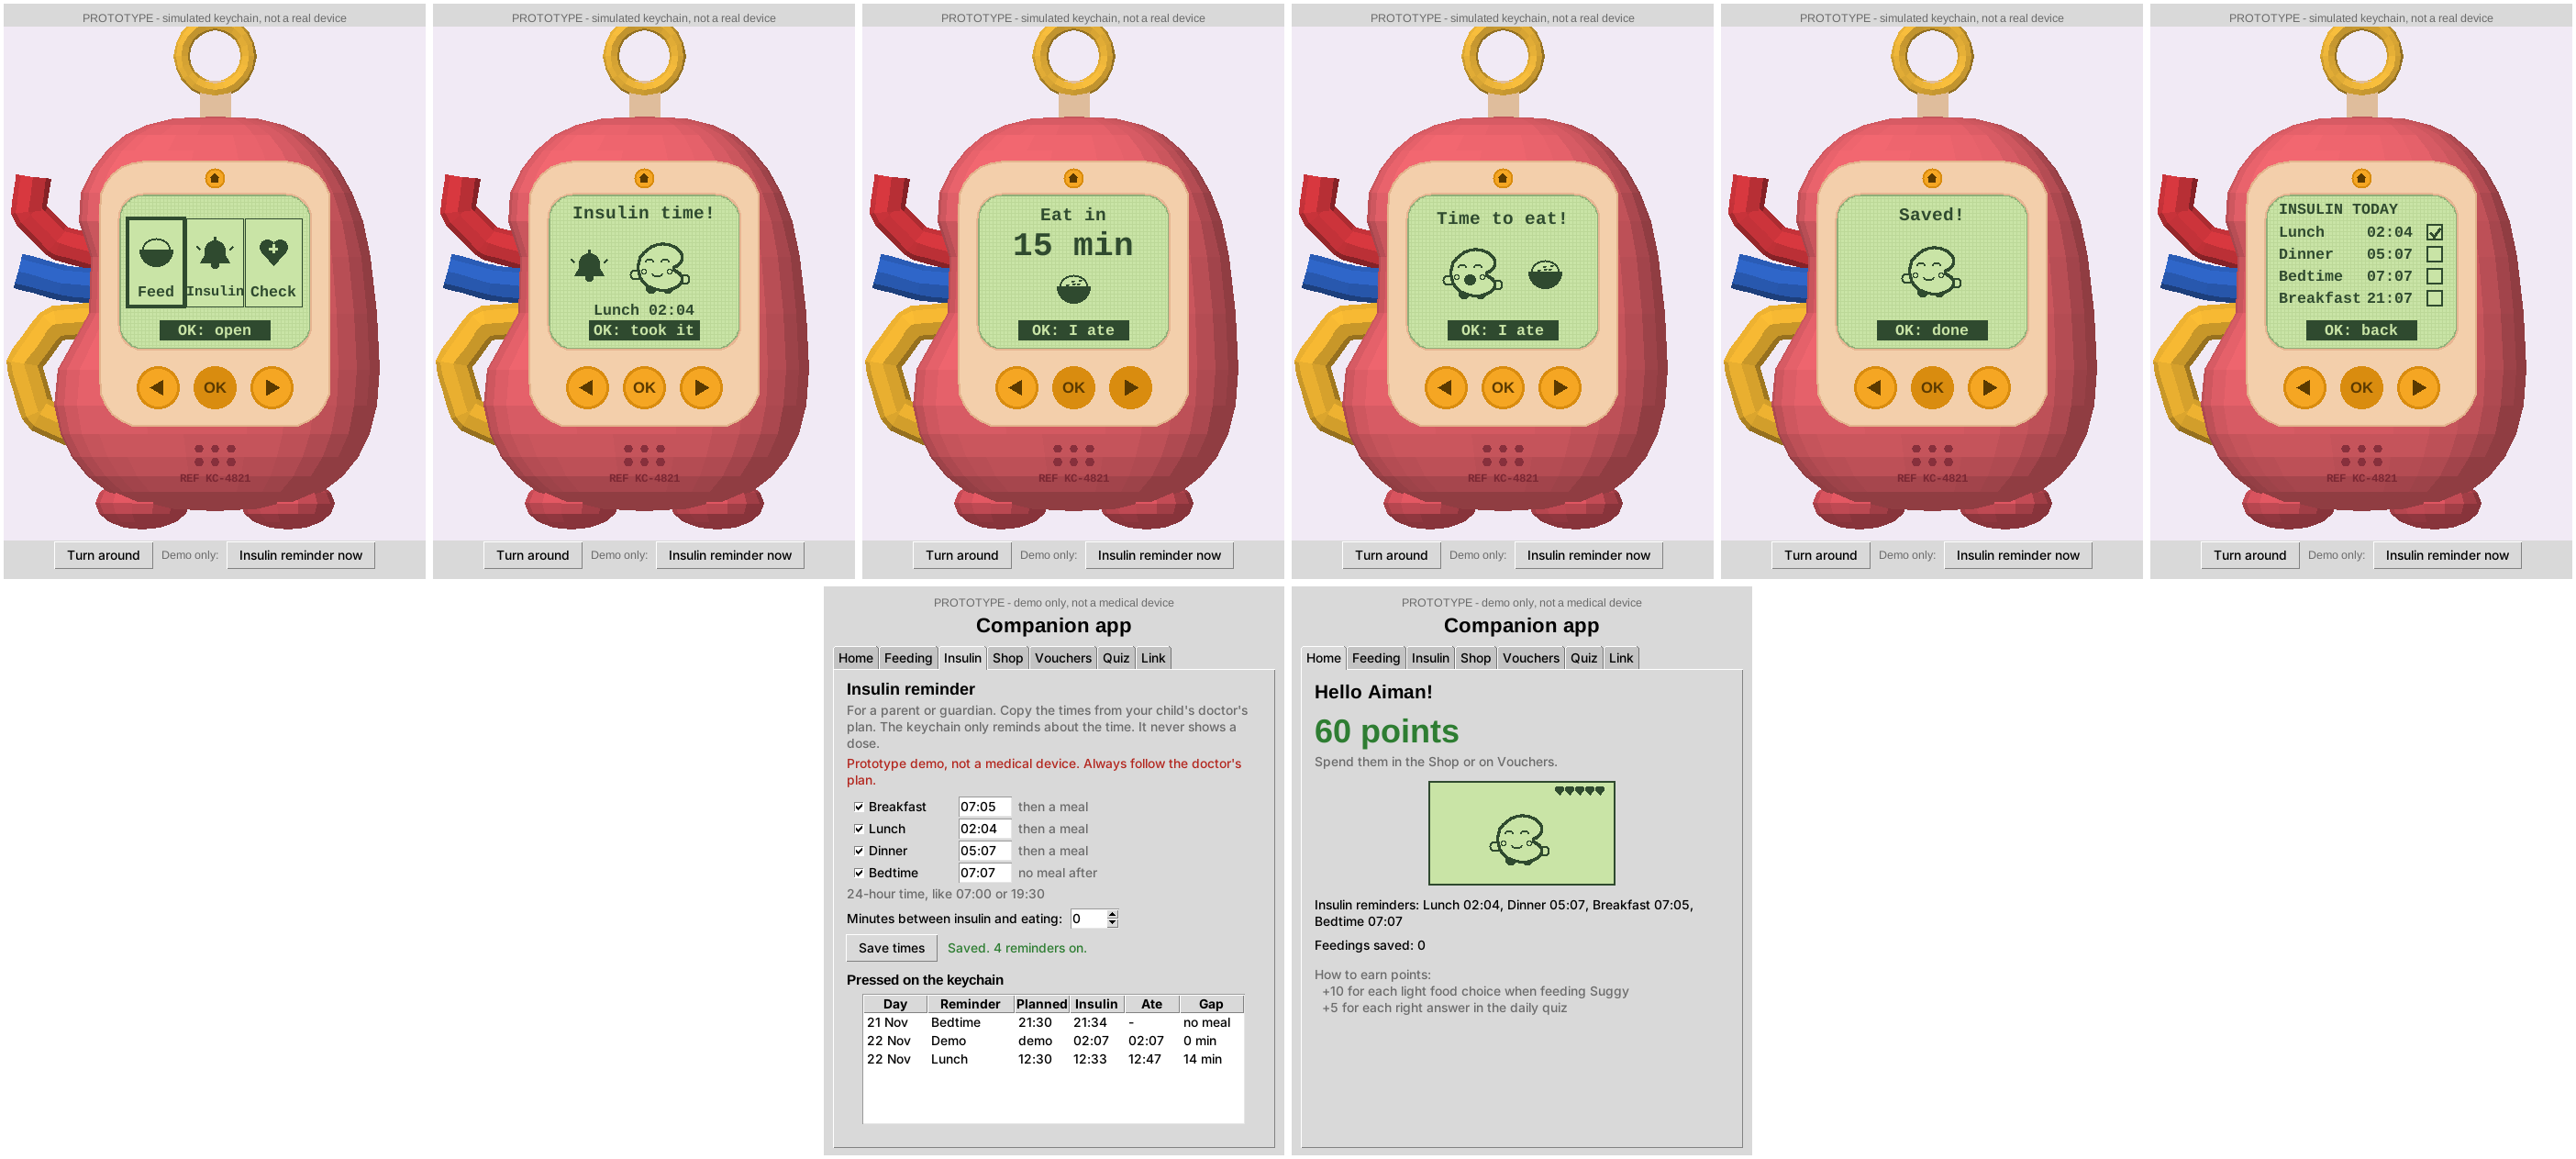 PROTOTYPE - simulated keychain, not a real device
Feed Insulin Check
OK: open
OK
REF KC-4821
Turn around Demo only: Insulin reminder now
PROTOTYPE - simulated keychain, not a real device
Insulin time!
Lunch 02:04
OK: took it
OK
REF KC-4821
Turn around Demo only: Insulin reminder now
PROTOTYPE - simulated keychain, not a real device
Eat in
15 min
OK: I ate
OK
REF KC-4821
Turn around Demo only: Insulin reminder now
PROTOTYPE - simulated keychain, not a real device
Time to eat!
OK: I ate
OK
REF KC-4821
Turn around Demo only: Insulin reminder now
PROTOTYPE - simulated keychain, not a real device
Saved!
OK: done
OK
REF KC-4821
Turn around Demo only: Insulin reminder now
PROTOTYPE - simulated keychain, not a real device
INSULIN TODAY
Lunch 02:04
Dinner 05:07
Bedtime 07:07
Breakfast 21:07
OK: back
OK
REF KC-4821
Turn around Demo only: Insulin reminder now
PROTOTYPE - demo only, not a medical device
Companion app
Home Feeding Insulin Shop Vouchers Quiz Link
Insulin reminder
For a parent or guardian. Copy the times from your child's doctor's
plan. The keychain only reminds about the time. It never shows a
dose.
Prototype demo, not a medical device. Always follow the doctor's
plan.
Breakfast 07:05 then a meal
Lunch 02:04 then a meal
Dinner 05:07 then a meal
Bedtime 07:07 no meal after
24-hour time, like 07:00 or 19:30
Minutes between insulin and eating: 0
Save times Saved. 4 reminders on.
Pressed on the keychain
Day Reminder Planned Insulin Ate Gap
21 Nov Bedtime 21:30 21:34 - no meal
22 Nov Demo demo 02:07 02:07 0 min
22 Nov Lunch 12:30 12:33 12:47 14 min
PROTOTYPE - demo only, not a medical device
Companion app
Home Feeding Insulin Shop Vouchers Quiz Link
Hello Aiman!
60 points
Spend them in the Shop or on Vouchers.
Insulin reminders: Lunch 02:04, Dinner 05:07, Breakfast 07:05,
Bedtime 07:07
Feedings saved: 0
How to earn points:
+10 for each light food choice when feeding Suggy
+5 for each right answer in the daily quiz